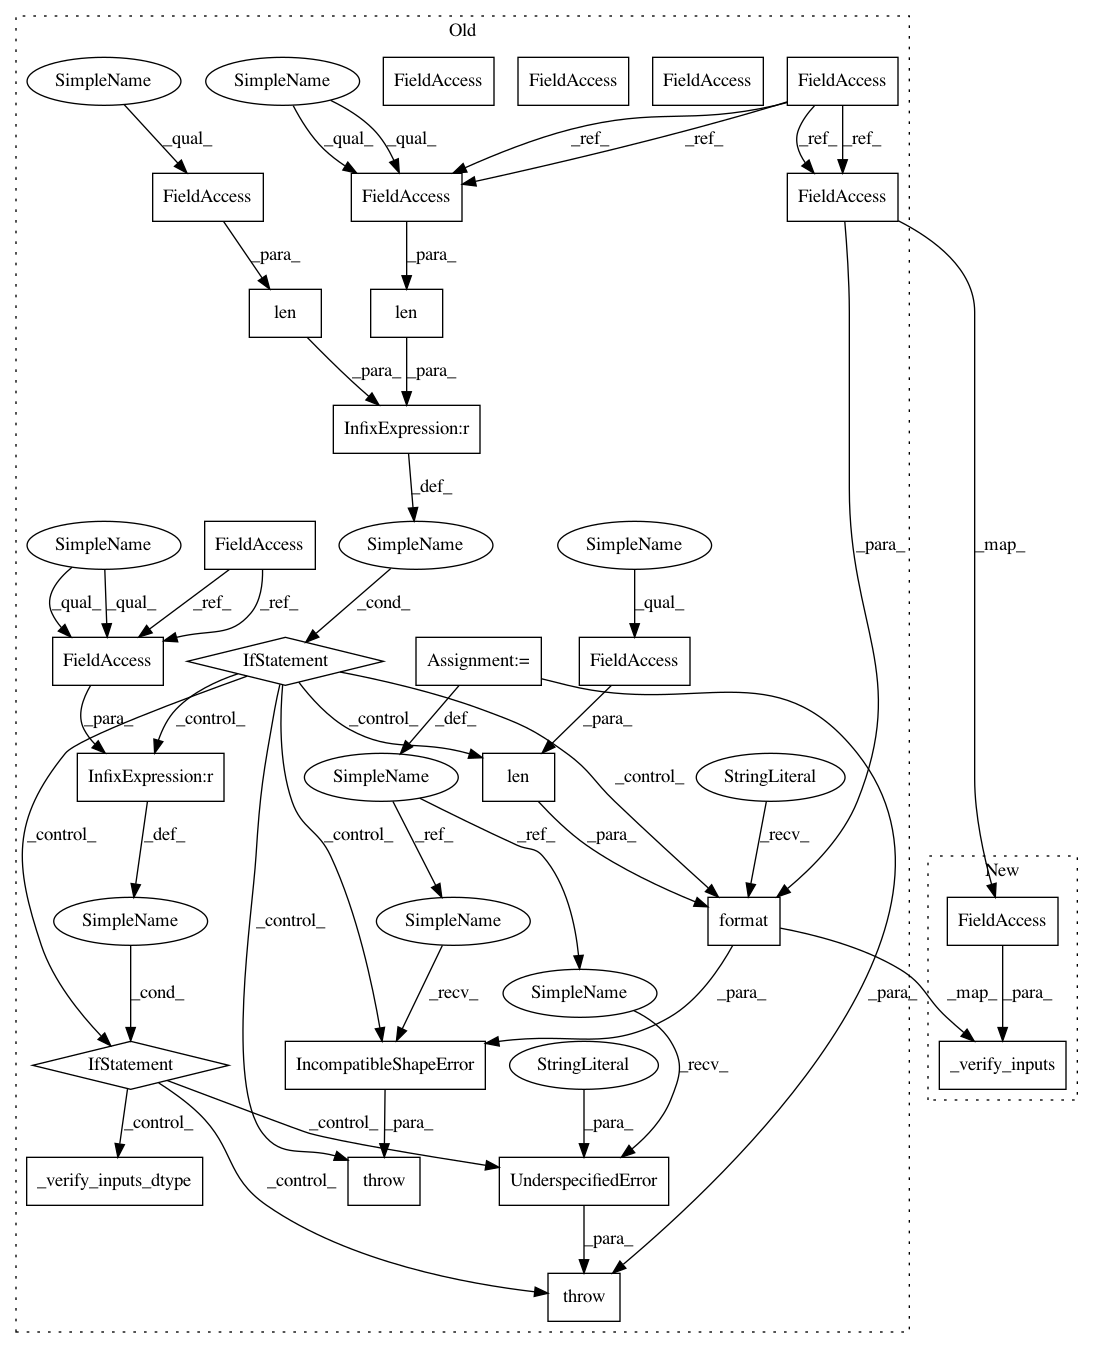 Old
SimpleName
SimpleName
FieldAccess
FieldAccess
FieldAccess
FieldAccess
_qual_
_qual_
_qual_
_ref_
_ref_
_ref_
_ref_
FieldAccess
FieldAccess
FieldAccess
_para_
_para_
len
len
_para_
_para_
InfixExpression:r
_def_
SimpleName
FieldAccess
SimpleName
SimpleName
_para_
_map_
_qual_
_qual_
_ref_
_ref_
_cond_
_qual_
FieldAccess
IfStatement
Assignment:=
FieldAccess
_para_
_control_
_control_
_def_
_para_
InfixExpression:r
SimpleName
len
_control_
StringLiteral
_control_
_def_
_control_
_ref_
_ref_
_para_
_recv_
New
SimpleName
_control_
SimpleName
format
FieldAccess
_cond_
_recv_
SimpleName
_para_
_para_
_map_
_para_
IfStatement
IncompatibleShapeError
StringLiteral
_recv_
_verify_inputs
_control_
_control_
_para_
_para_
_verify_inputs_dtype
_control_
throw
UnderspecifiedError
_para_
throw